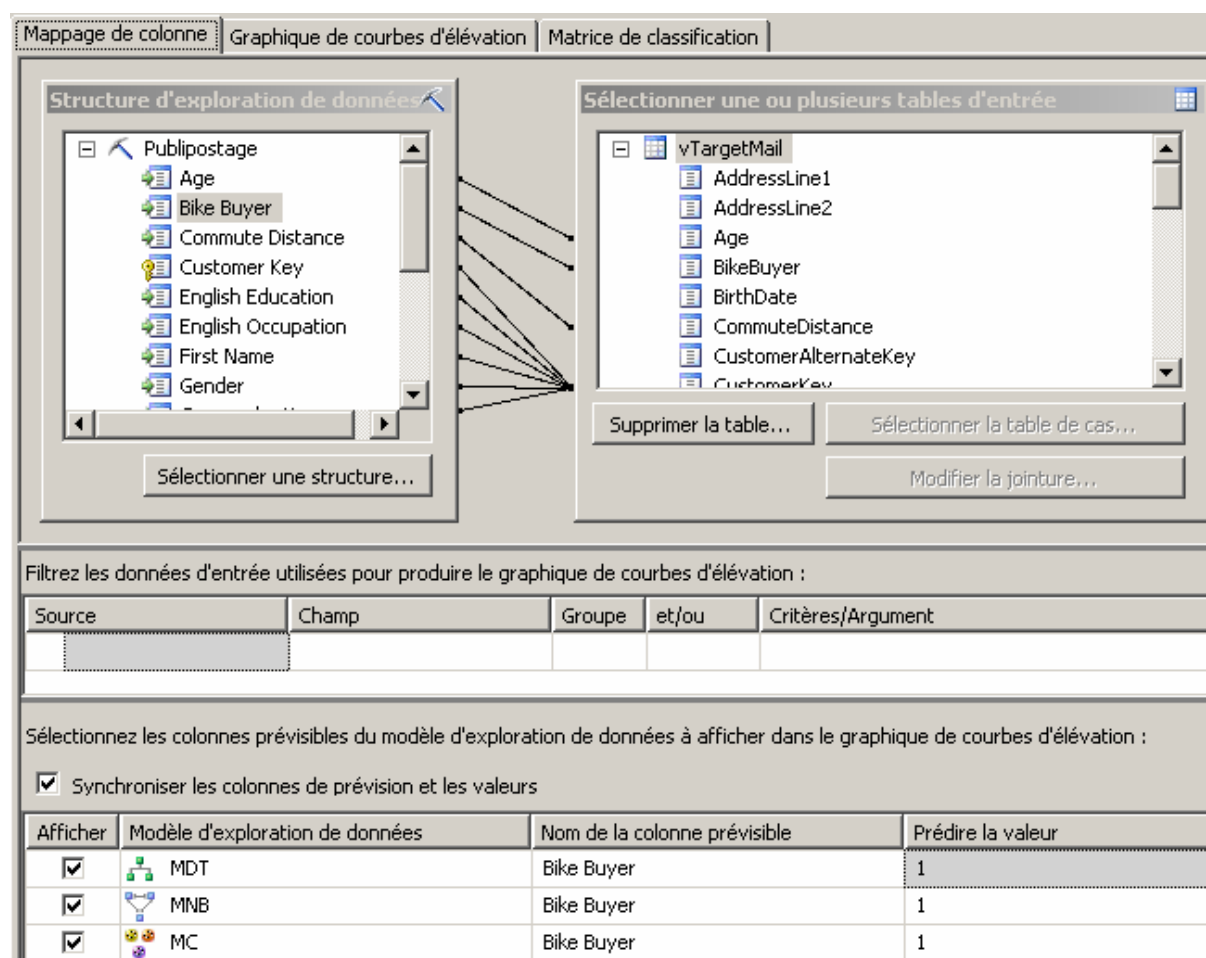 Mappage de colonne Graphique de courbes d'élévation Matrice de classification
Structure d'exploration de données
Publipostage
Age
Bike Buyer
Commute Distance
Customer Key
English Education
English Occupation
First Name
Gender
Sélectionner une structure...
Sélectionner une ou plusieurs tables d'entrée
vTargetMail
AddressLine1
AddressLine2
Age
BikeBuyer
BirthDate
CommuteDistance
CustomerAlternateKey
CustomerKey
Supprimer la table... Sélectionner la table de cas...
Modifier la jointure...
Filtrez les données d'entrée utilisées pour produire le graphique de courbes d'élévation :
Source Champ Groupe et/ou Critères/Argument
Sélectionnez les colonnes prévisibles du modèle d'exploration de données à afficher dans le graphique de courbes d'élévation :
Synchroniser les colonnes de prévision et les valeurs
Afficher Modèle d'exploration de données Nom de la colonne prévisible Prédire la valeur
MDT Bike Buyer 1
MNB Bike Buyer 1
MC Bike Buyer 1